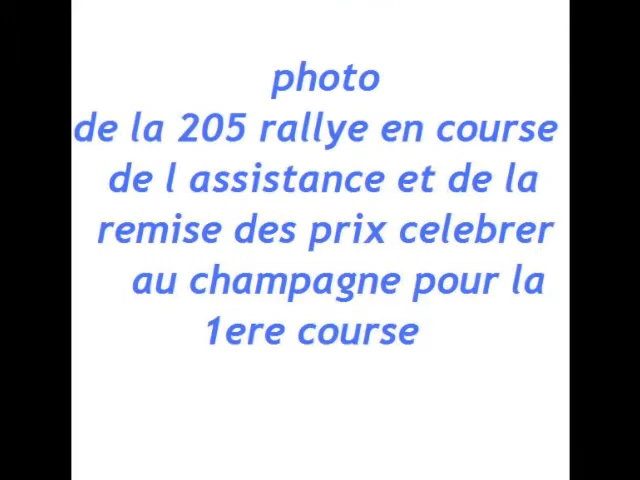 photo
de la 205 rallye en course
de l assistance et de la
remise des prix celebrer
au champagne pour la
1ere course